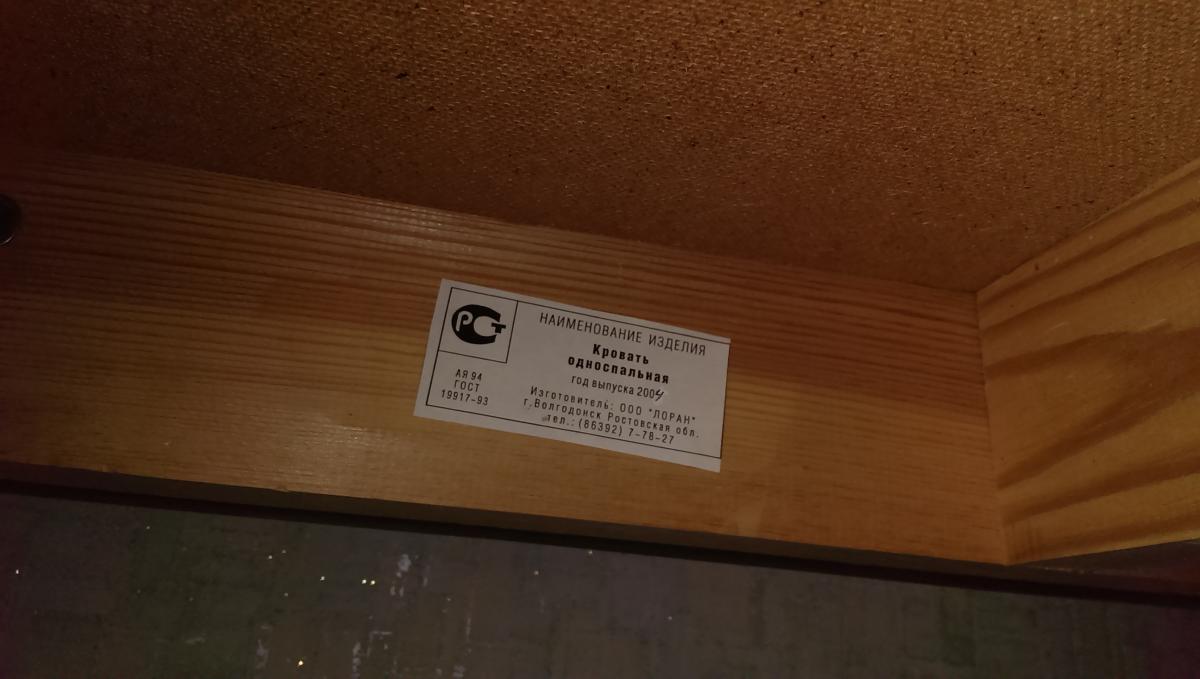 РСТ
АЯ 94
ГОСТ
19917-93
НАИМЕНОВАНИЕ ИЗДЕЛИЯ
Кровать
односпальная
год выпуска 2004
Изготовитель: ООО "ЛОРАН"
г.Волгодонск Ростовская обл.
тел.: (86392) 7-78-27